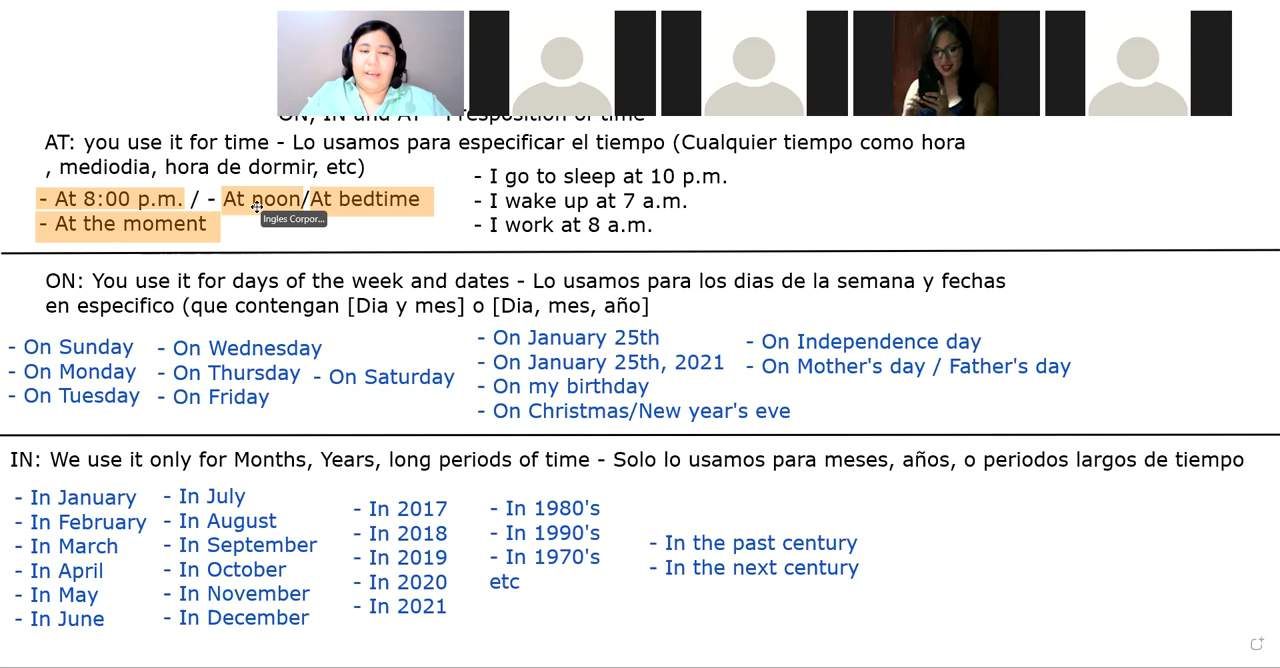 ON, IN and AT - Presposition of time
AT: you use it for time - Lo usamos para especificar el tiempo (Cualquier tiempo como hora
, mediodia, hora de dormir, etc)
- At 8:00 p.m. / - At noon/At bedtime
- At the moment
Ingles Corpor...
- I go to sleep at 10 p.m.
- I wake up at 7 a.m.
- I work at 8 a.m.
ON: You use it for days of the week and dates - Lo usamos para los dias de la semana y fechas
en especifico (que contengan [Dia y mes] o [Dia, mes, año]
- On Sunday
- On Monday
- On Tuesday
- On Wednesday
- On Thursday
- On Friday
- On Saturday
- On January 25th
- On January 25th, 2021
- On my birthday
- On Christmas/New year's eve
- On Independence day
- On Mother's day / Father's day
IN: We use it only for Months, Years, long periods of time - Solo lo usamos para meses, años, o periodos largos de tiempo
- In January
- In February
- In March
- In April
- In May
- In June
- In July
- In August
- In September
- In October
- In November
- In December
- In 2017
- In 2018
- In 2019
- In 2020
- In 2021
- In 1980's
- In 1990's
- In 1970's
etc
- In the past century
- In the next century